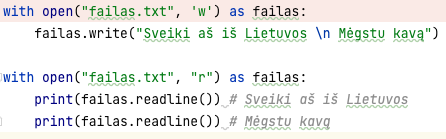 with open("failas.txt", 'w') as failas:
    failas.write("Sveiki aš iš Lietuvos \n Mėgstu kavą")
with open("failas.txt", "r") as failas:
    print(failas.readline()) # Sveiki aš iš Lietuvos
    print(failas.readline()) # Mėgstu kavą